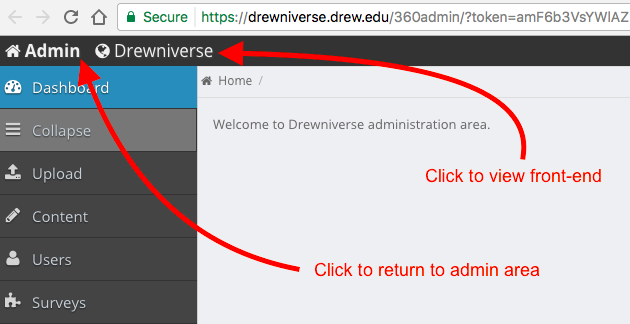 Secure https://drewniverse.drew.edu/360admin/?token=amF6b3VsYWlAZ
Admin Drewniverse
Dashboard
Home /
Collapse
Welcome to Drewniverse administration area.
Upload
Click to view front-end
Content
Users
Click to return to admin area
Surveys